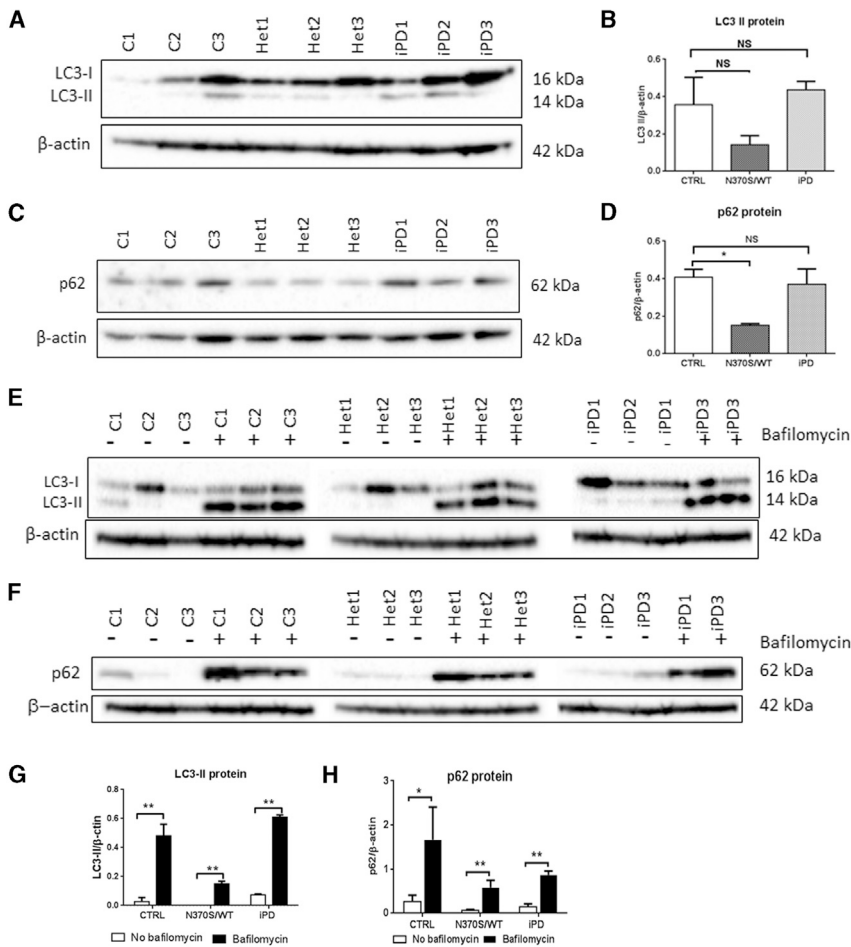 A
C1 C2 C3 Het1 Het2 Het3 iPD1 iPD2 iPD3
LC3-I 16 kDa
LC3-II 14 kDa
β-actin 42 kDa
B
LC3 II protein
NS
NS
LC3 II/β-actin
0.6
0.4
0.2
0.0
CTRL N370S/WT iPD
C
C1 C2 C3 Het1 Het2 Het3 iPD1 iPD2 iPD3
p62 62 kDa
β-actin 42 kDa
D
p62 protein
NS
*
p62/β-actin
0.6
0.4
0.2
0.0
CTRL N370S/WT iPD
E
C1 C2 C3 C1 C2 C3 Het1 Het2 Het3 Het1 Het2 Het3 iPD1 iPD2 iPD1 iPD3 iPD3
- - - + + + - - - + + + - - - + + Bafilomycin
LC3-I 16 kDa
LC3-II 14 kDa
β-actin 42 kDa
F
C1 C2 C3 C1 C2 C3 Het1 Het2 Het3 Het1 Het2 Het3 iPD1 iPD2 iPD3 iPD1 iPD3
- - - + + + - - - + + + - - - + + Bafilomycin
p62 62 kDa
β−actin 42 kDa
G
LC3-II protein
** ** **
LC3-II/β-ctin
0.8
0.6
0.4
0.2
0.0
CTRL N370S/WT iPD
No bafilomycin Bafilomycin
H
p62 protein
* ** **
p62/β-actin
3
2
1
0
CTRL N370S/WT iPD
No bafilomycin Bafilomycin